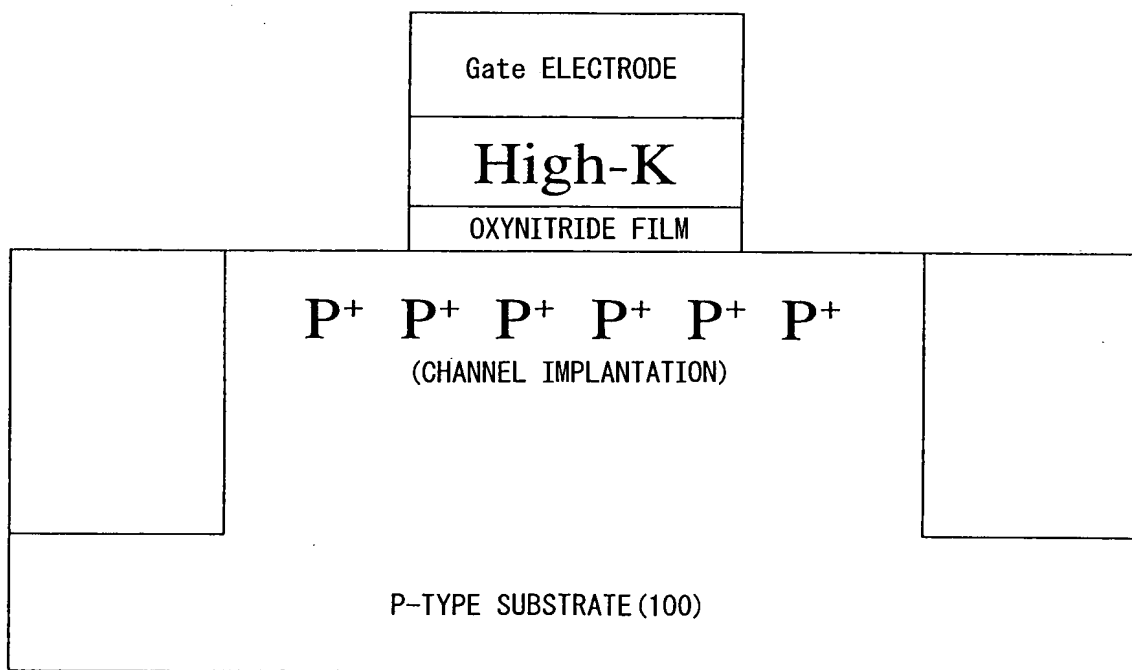 Gate ELECTRODE
High-K
OXYNITRIDE FILM
P+ P+ P+ P+ P+ P+
(CHANNEL IMPLANTATION)
P-TYPE SUBSTRATE(100)